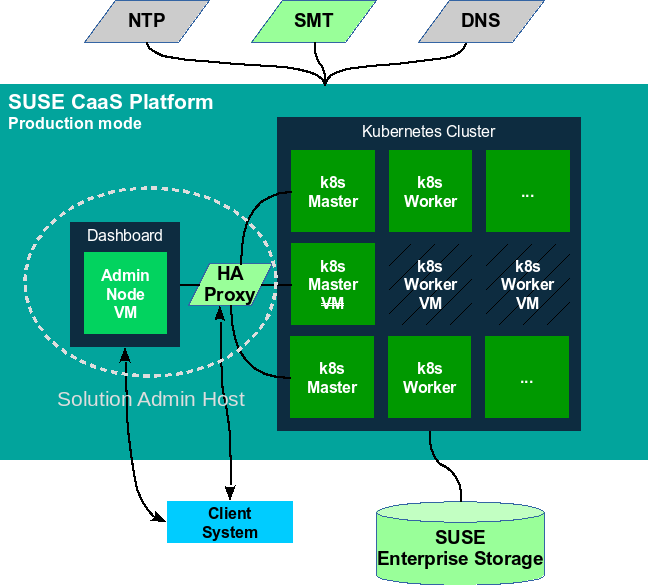 NTP
SMT
DNS
SUSE CaaS Platform
Production mode
Kubernetes Cluster
k8s
Master
k8s
Worker
...
Dashboard
Admin
Node
VM
HA
Proxy
k8s
Master
VM
k8s
Worker
VM
k8s
Worker
VM
k8s
Master
k8s
Worker
...
Solution Admin Host
Client
System
SUSE
Enterprise Storage